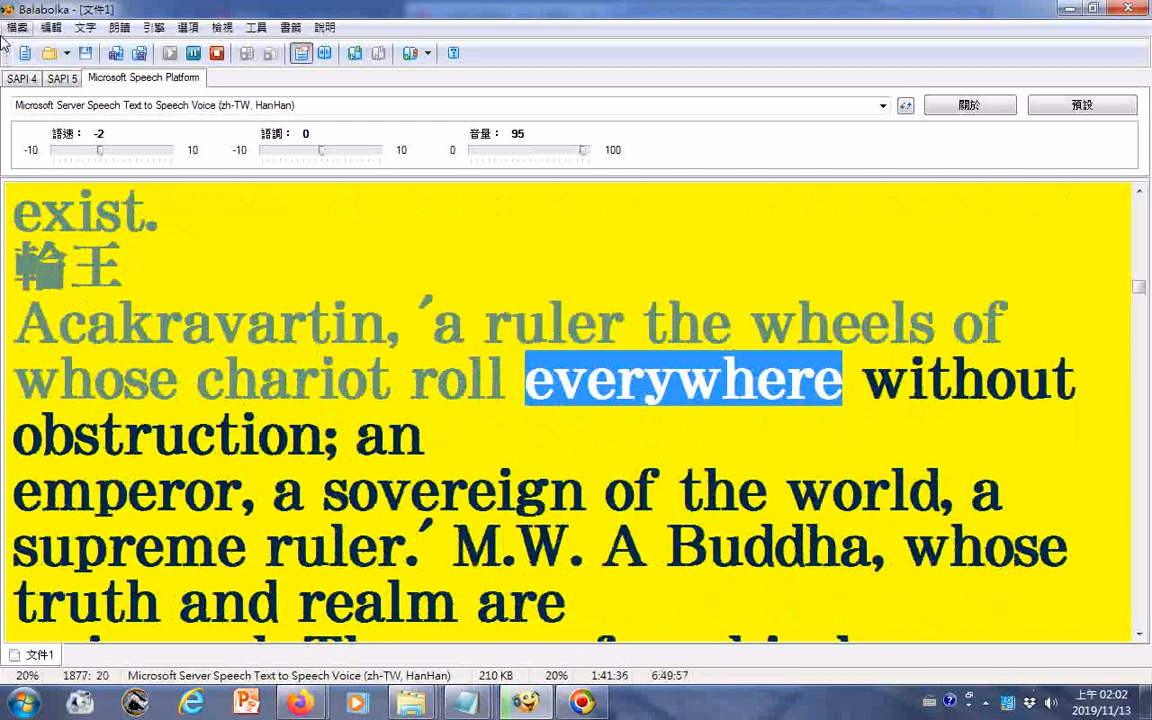 Balabolka - [文件1]
檔案 編輯 文字 朗讀 引擎 選項 檢視 工具 書籤 說明
SAPI 4 SAPI 5 Microsoft Speech Platform
Microsoft Server Speech Text to Speech Voice (zh-TW, HanHan) 關於 預設
語速: -2 語調: 0 音量: 95
-10 10 -10 10 0 100
exist.
輪王
Acakravartin, ′a ruler the wheels of
whose chariot roll everywhere without
obstruction; an
emperor, a sovereign of the world, a
supreme ruler.′ M.W. A Buddha, whose
truth and realm are
文件1
20% 1877: 20 Microsoft Server Speech Text to Speech Voice (zh-TW, HanHan) 210 KB 20% 1:41:36 6:49:57
上午 02:02
2019/11/13